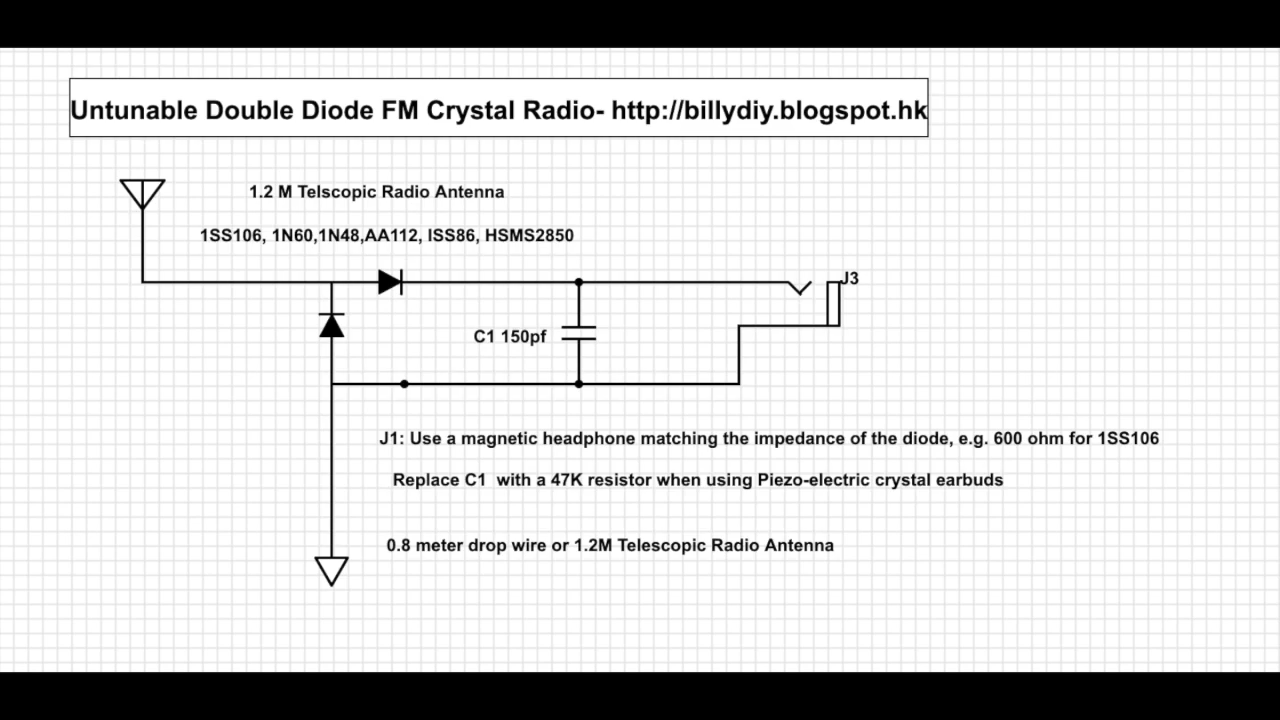 Untunable Double Diode FM Crystal Radio- http://billydiy.blogspot.hk
1.2 M Telscopic Radio Antenna
1SS106, 1N60,1N48,AA112, ISS86, HSMS2850
J3
C1 150pf
J1: Use a magnetic headphone matching the impedance of the diode, e.g. 600 ohm for 1SS106
Replace C1 with a 47K resistor when using Piezo-electric crystal earbuds
0.8 meter drop wire or 1.2M Telescopic Radio Antenna